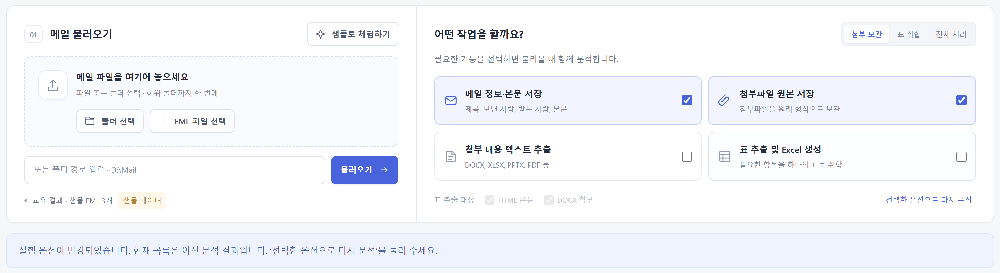 01 메일 불러오기
샘플로 체험하기
메일 파일을 여기에 놓으세요
파일 또는 폴더 선택 · 하위 폴더까지 한 번에
폴더 선택
EML 파일 선택
또는 폴더 경로 입력 · D:\Mail
불러오기 →
교육 결과 · 샘플 EML 3개 샘플 데이터
어떤 작업을 할까요?
첨부 보관 표 취합 전체 처리
필요한 기능을 선택하면 불러올 때 함께 분석합니다.
메일 정보·본문 저장
제목, 보낸 사람, 받는 사람, 본문
첨부파일 원본 저장
첨부파일을 원래 형식으로 보관
첨부 내용 텍스트 추출
DOCX, XLSX, PPTX, PDF 등
표 추출 및 Excel 생성
필요한 항목을 하나의 표로 취합
표 추출 대상 HTML 본문 DOCX 첨부
선택한 옵션으로 다시 분석
실행 옵션이 변경되었습니다. 현재 목록은 이전 분석 결과입니다. ‘선택한 옵션으로 다시 분석’을 눌러 주세요.